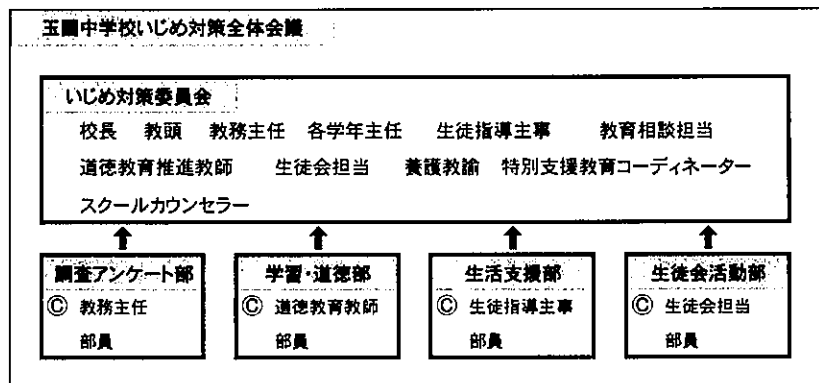 玉園中学校いじめ対策全体会議
いじめ対策委員会
校長 教頭 教務主任 各学年主任 生徒指導主事 教育相談担当
道徳教育推進教師 生徒会担当 養護教諭 特別支援教育コーディネーター
スクールカウンセラー
調査アンケート部
Ⓒ 教務主任
部員
学習・道徳部
Ⓒ 道徳教育教師
部員
生活支援部
Ⓒ 生徒指導主事
部員
生徒会活動部
Ⓒ 生徒会担当
部員